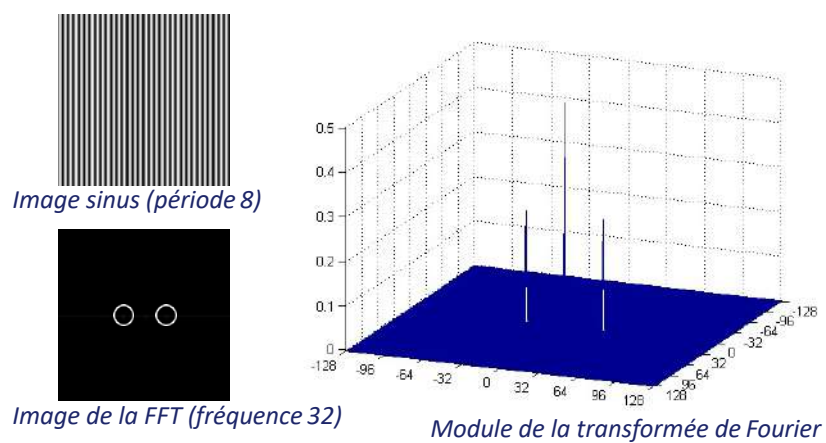 Image sinus (période 8)
Image de la FFT (fréquence 32)
0.5
0.4
0.3
0.2
0.1
0
-128 -96 -64 -32 0 32 64 96 128
128 96 64 32 0 -32 -64 -96 -128
Module de la transformée de Fourier